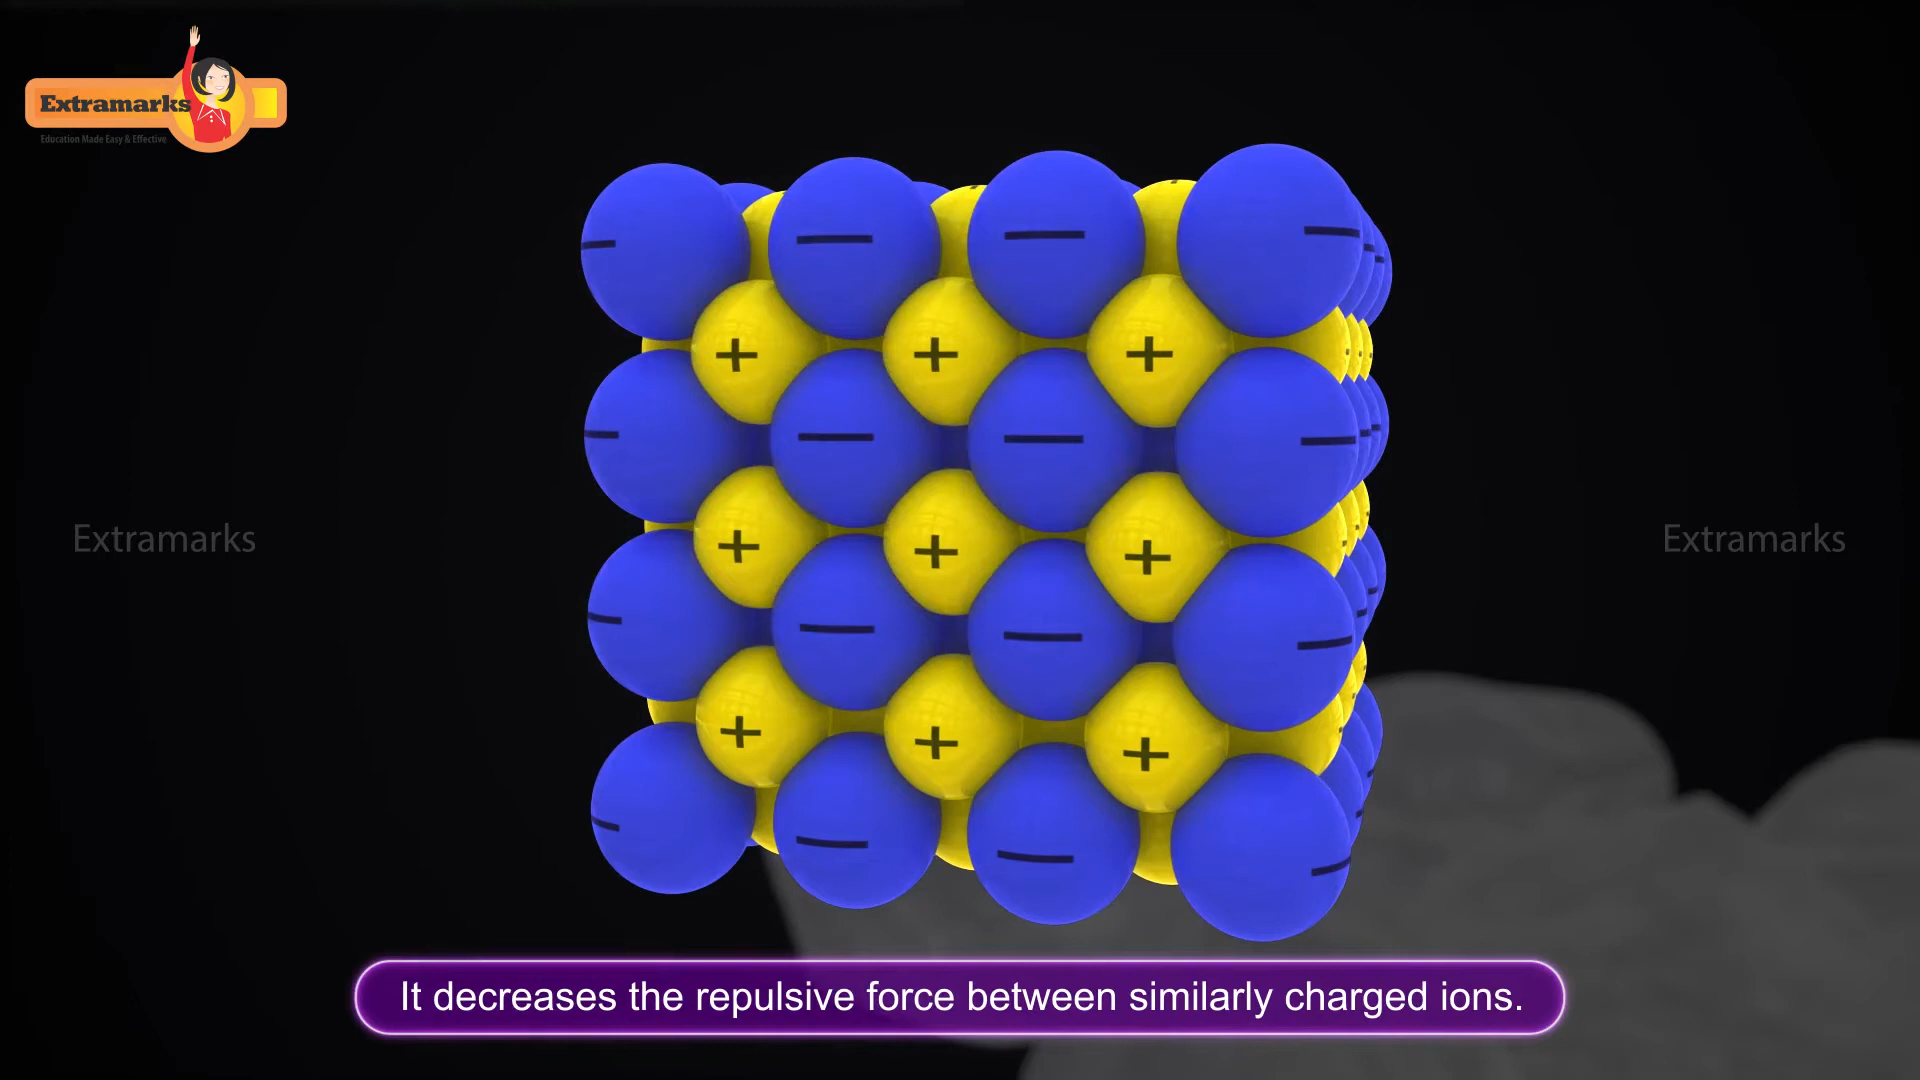 Extramarks
Education Made Easy & Effective
− − − −
+ + +
− − − −
+ + +
− − − −
+ + +
− − − −
Extramarks Extramarks
It decreases the repulsive force between similarly charged ions.